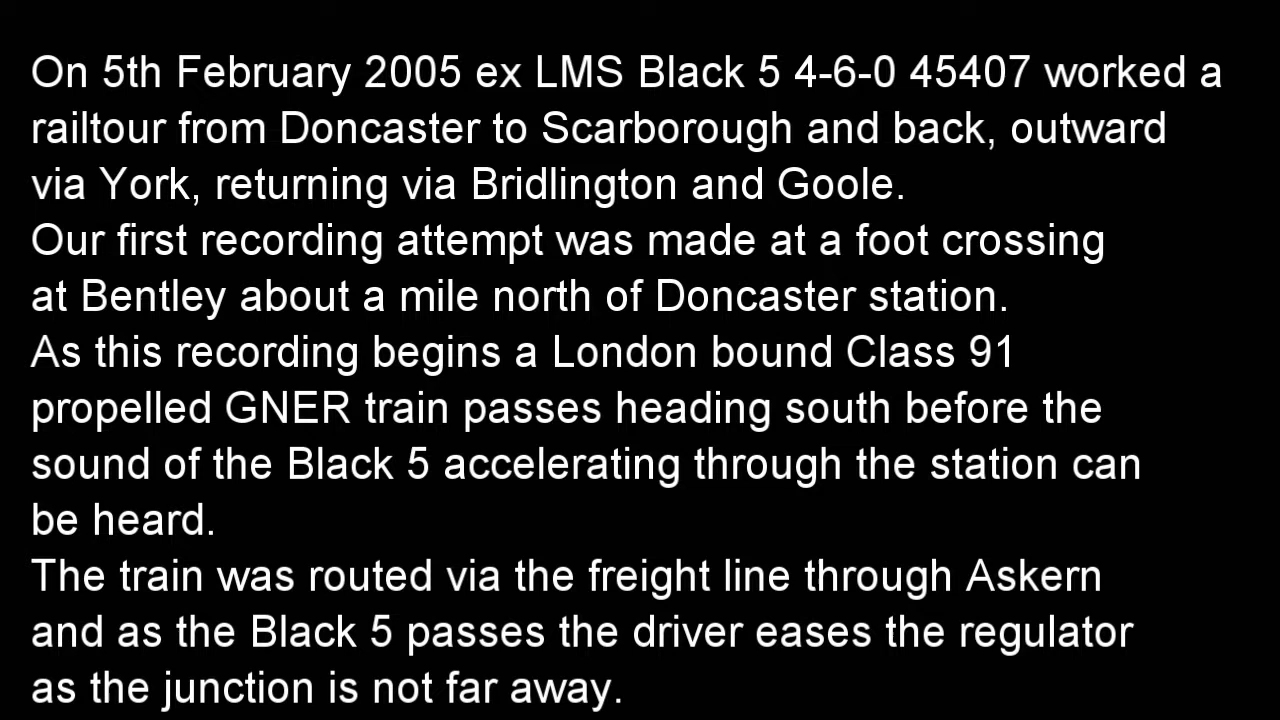 On 5th February 2005 ex LMS Black 5 4-6-0 45407 worked a
railtour from Doncaster to Scarborough and back, outward
via York, returning via Bridlington and Goole.
Our first recording attempt was made at a foot crossing
at Bentley about a mile north of Doncaster station.
As this recording begins a London bound Class 91
propelled GNER train passes heading south before the
sound of the Black 5 accelerating through the station can
be heard.
The train was routed via the freight line through Askern
and as the Black 5 passes the driver eases the regulator
as the junction is not far away.